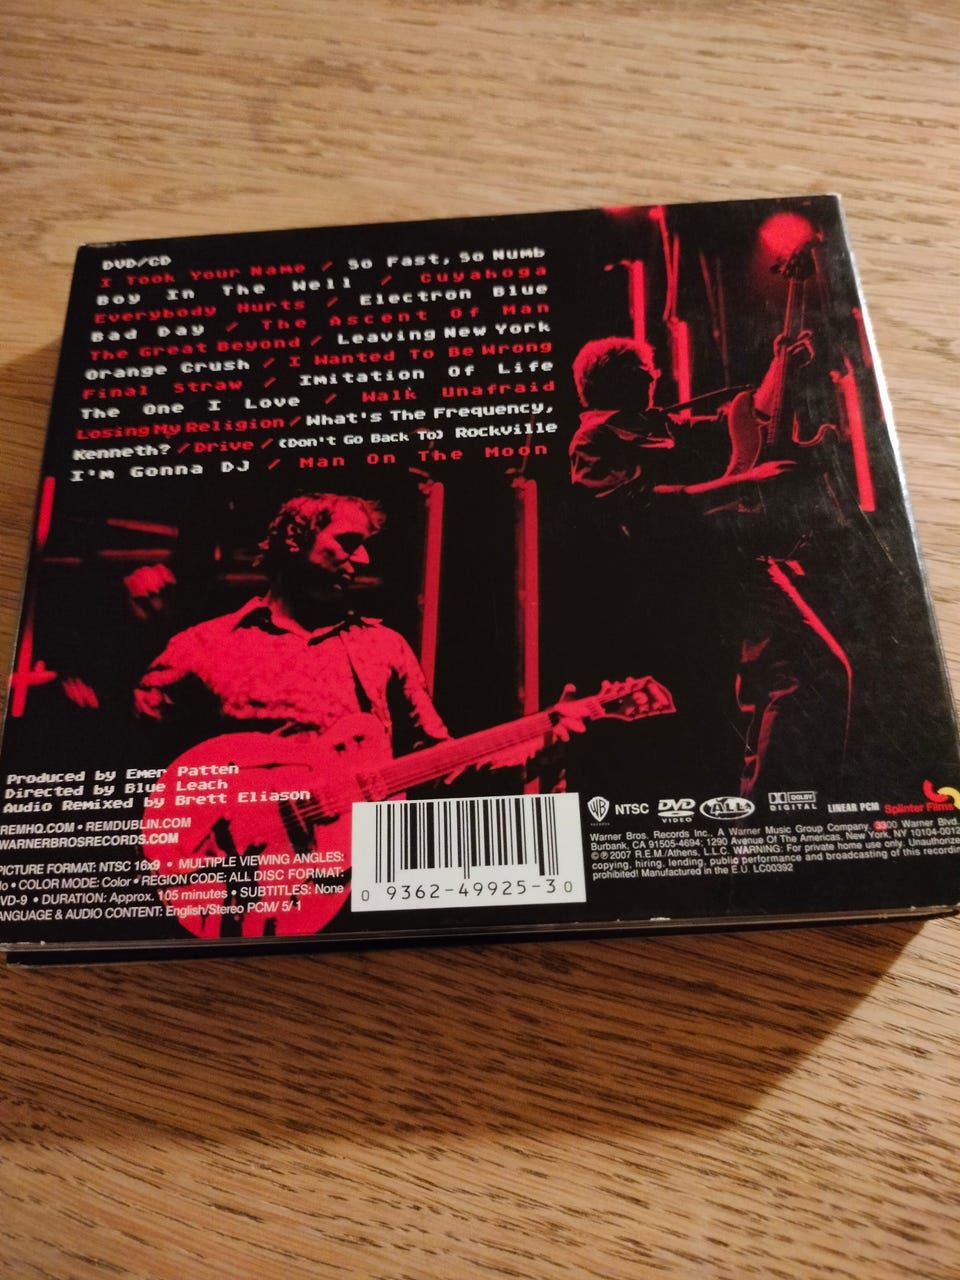 DVD/CD
I Took Your Name / So Fast, So Numb
Boy In The Well / Cuyahoga
Everybody Hurts / Electron Blue
Bad Day / The Ascent Of Man
The Great Beyond / Leaving New York
Orange Crush / I Wanted To Be Wrong
Final Straw / Imitation Of Life
The One I Love / Walk Unafraid
Losing My Religion / What's The Frequency,
Kenneth? / Drive / (Don't Go Back To) Rockville
I'm Gonna DJ / Man On The Moon
Produced by Emer Patten
Directed by Blue Leach
Audio Remixed by Brett Eliason
REMHQ.COM • REMDUBLIN.COM
WARNERBROSRECORDS.COM
PICTURE FORMAT: NTSC 16x9 • MULTIPLE VIEWING ANGLES:
• COLOR MODE: Color • REGION CODE: ALL DISC FORMAT:
VD-9 • DURATION: Approx. 105 minutes • SUBTITLES: None
ANGUAGE & AUDIO CONTENT: English/Stereo PCM/ 5/1
0 9362-49925-3 0
WB NTSC DVD VIDEO ALL DOLBY DIGITAL LINEAR PCM Splinter Films
Warner Bros. Records Inc., A Warner Music Group Company, 3300 Warner Blvd.
Burbank, CA 91505-4694; 1290 Avenue Of The Americas, New York, NY 10104-0012
©℗ 2007 R.E.M./Athens, L.L.C. WARNING: For private home use only. Unauthorize
copying, hiring, lending, public performance and broadcasting of this recordin
prohibited! Manufactured in the E.U. LC00392